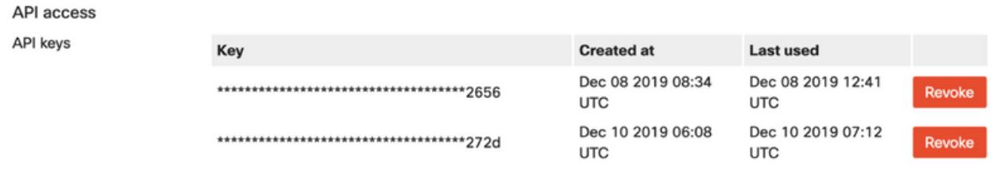 API access
API keys
Key Created at Last used
************************************2656 Dec 08 2019 08:34 UTC Dec 08 2019 12:41 UTC Revoke
************************************272d Dec 10 2019 06:08 UTC Dec 10 2019 07:12 UTC Revoke